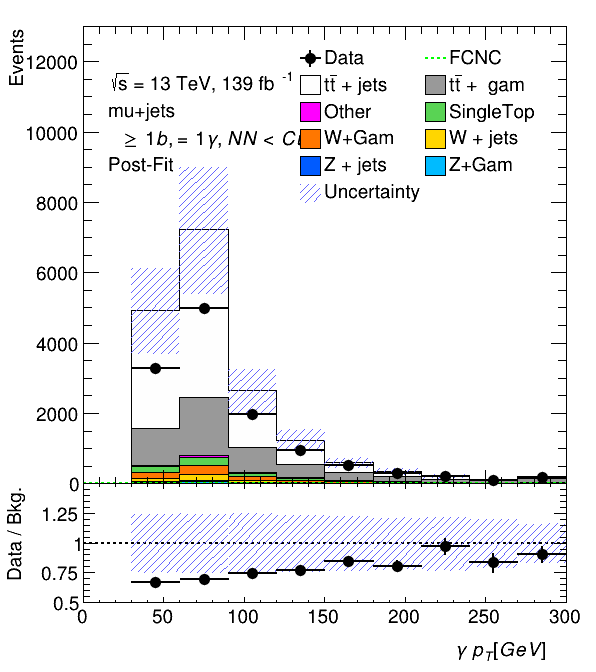 Events
12000
10000
8000
6000
4000
2000
0
√s = 13 TeV, 139 fb -1
mu+jets
≥ 1b, = 1γ, NN < 
Post-Fit
Data
FCNC
tt̄ + jets
tt̄ + gam
Other
SingleTop
W+Gam
W + jets
Z + jets
Z+Gam
Uncertainty
Data / Bkg.
1.25
1
0.75
0.5
0 50 100 150 200 250 300
γ pT[GeV]